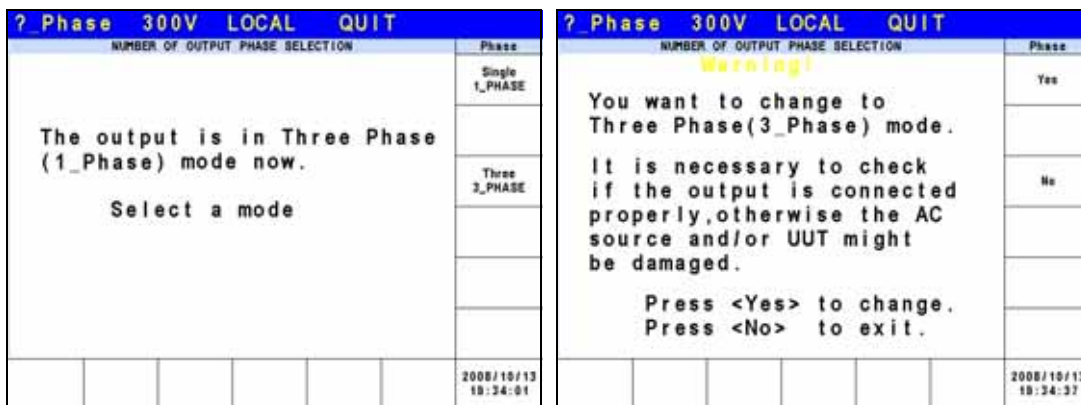 ?_Phase 300V LOCAL QUIT
NUMBER OF OUTPUT PHASE SELECTION
Phase
Single
1_PHASE
The output is in Three Phase
(1_Phase) mode now.
Three
3_PHASE
Select a mode
2008/10/13
19:34:01
?_Phase 300V LOCAL QUIT
NUMBER OF OUTPUT PHASE SELECTION
Phase
Warning!
Yes
You want to change to
Three Phase(3_Phase) mode.
It is necessary to check
if the output is connected
properly,otherwise the AC
source and/or UUT might
be damaged.
No
Press <Yes> to change.
Press <No> to exit.
2008/10/13
19:34:37